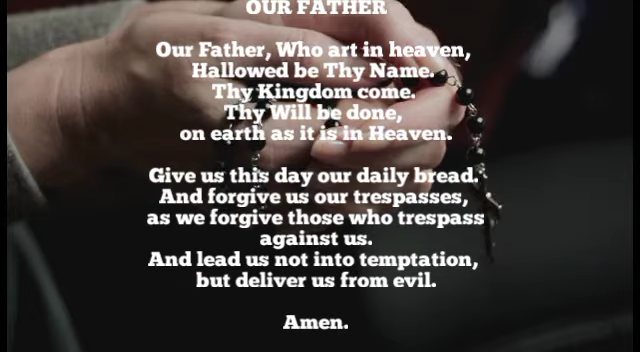 OUR FATHER
Our Father, Who art in heaven,
Hallowed be Thy Name.
Thy Kingdom come.
Thy Will be done,
on earth as it is in Heaven.
Give us this day our daily bread.
And forgive us our trespasses,
as we forgive those who trespass
against us.
And lead us not into temptation,
but deliver us from evil.
Amen.